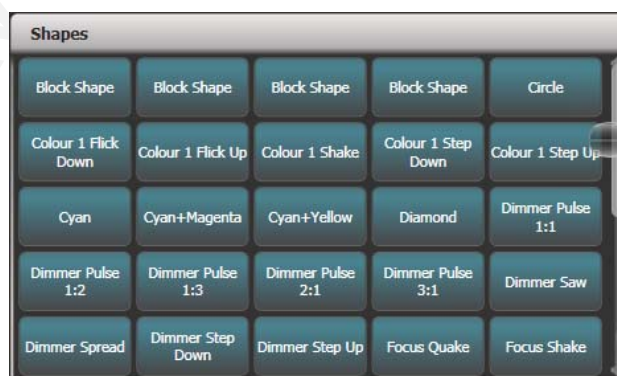 Shapes
Block Shape Block Shape Block Shape Block Shape Circle
Colour 1 Flick Down Colour 1 Flick Up Colour 1 Shake Colour 1 Step Down Colour 1 Step Up
Cyan Cyan+Magenta Cyan+Yellow Diamond Dimmer Pulse 1:1
Dimmer Pulse 1:2 Dimmer Pulse 1:3 Dimmer Pulse 2:1 Dimmer Pulse 3:1 Dimmer Saw
Dimmer Spread Dimmer Step Down Dimmer Step Up Focus Quake Focus Shake